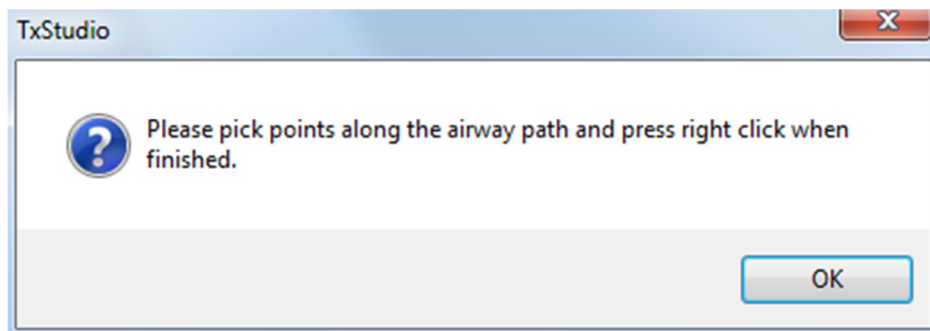 TxStudio
Please pick points along the airway path and press right click when
finished.
OK